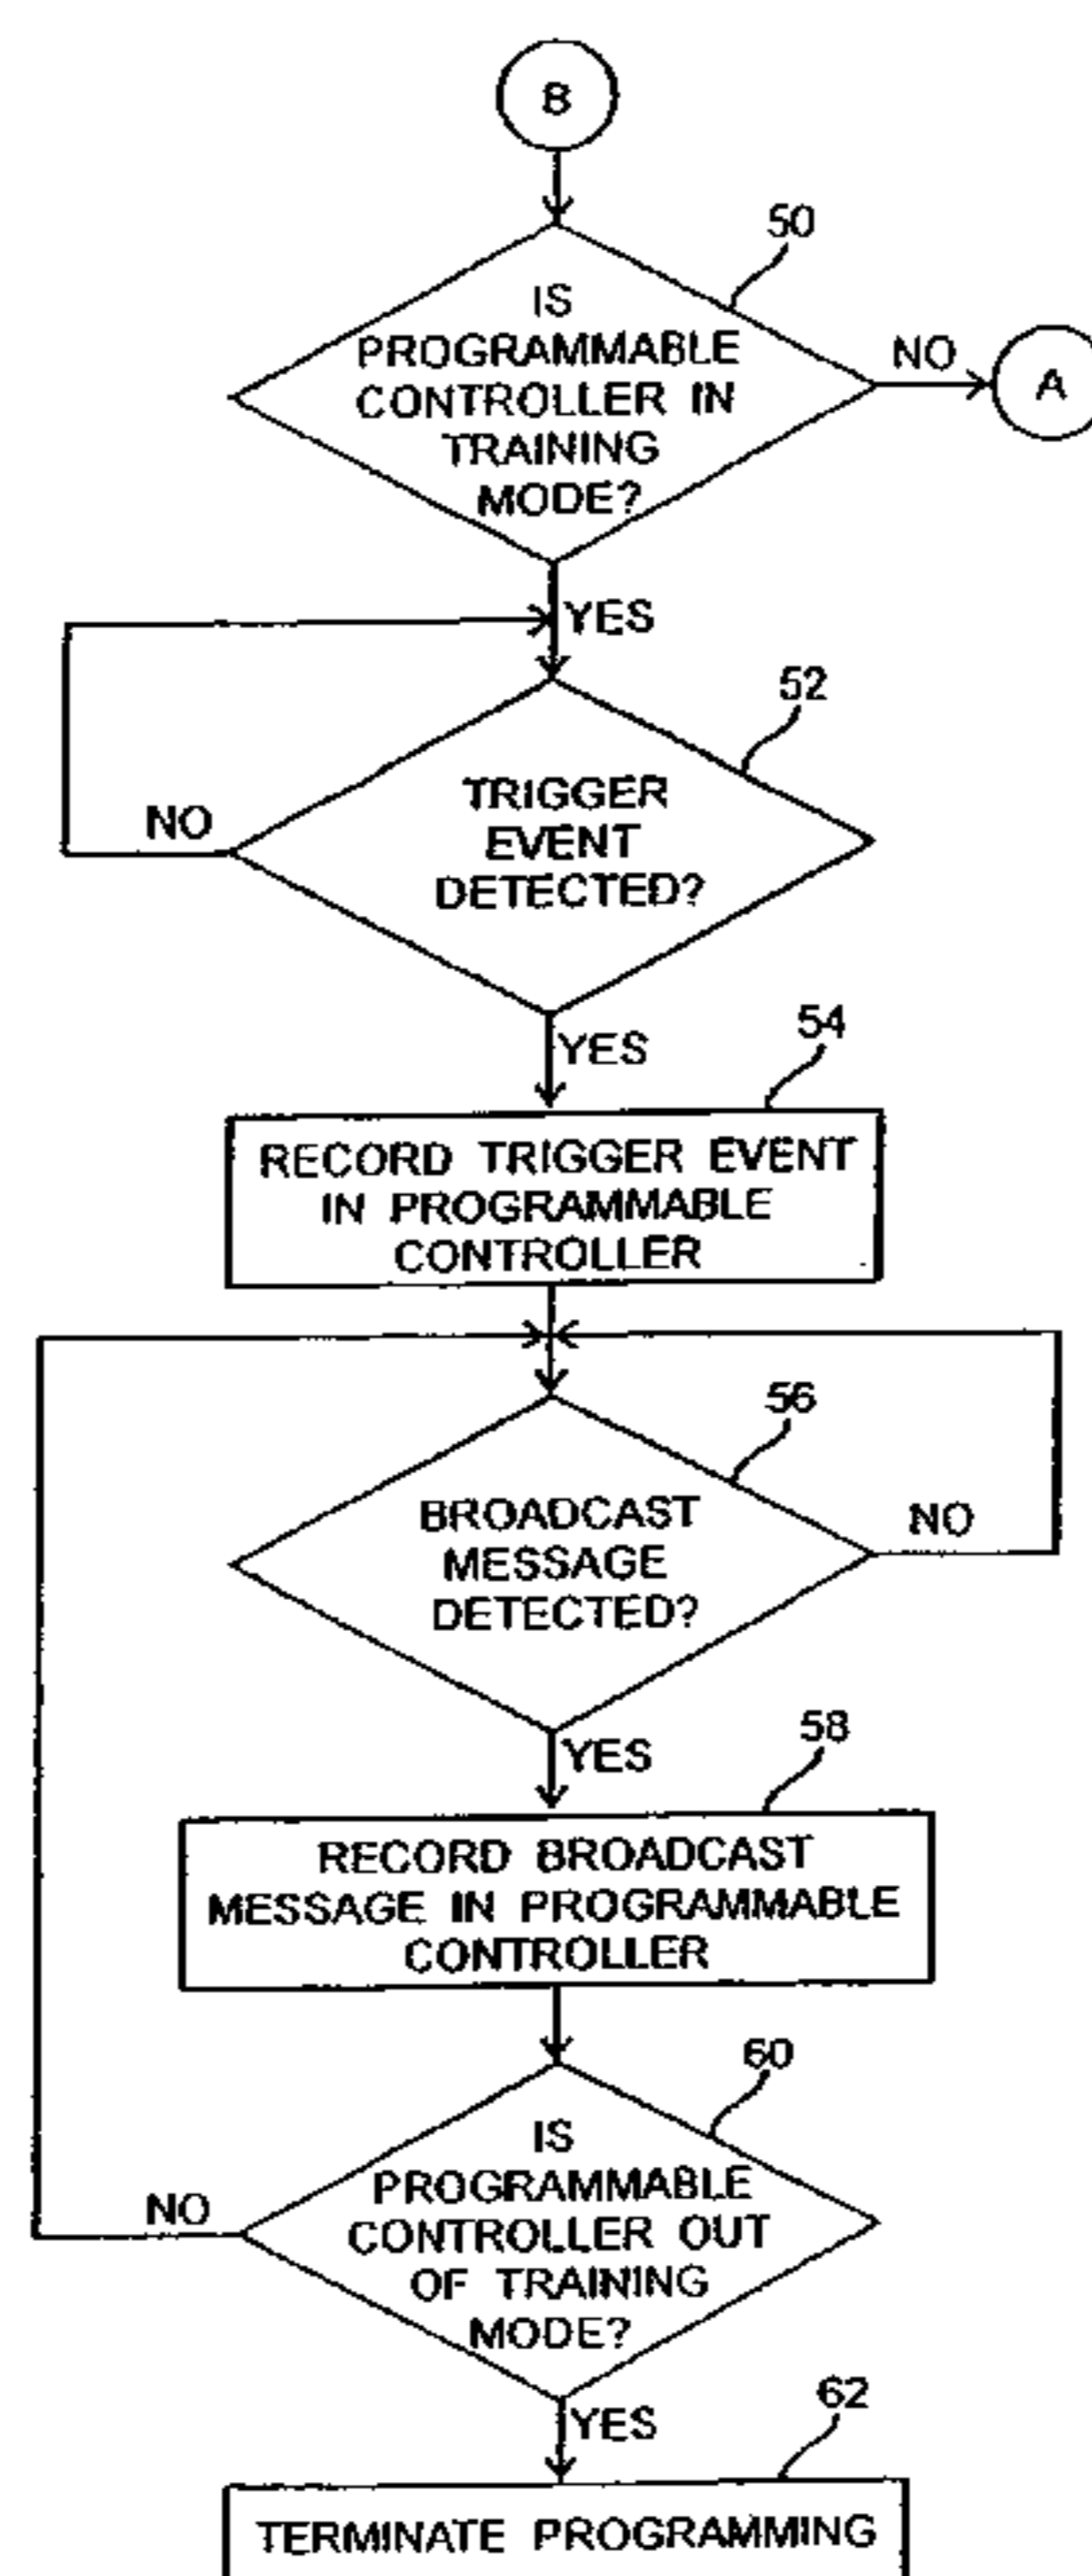 B
50
IS
PROGRAMMABLE
CONTROLLER IN
TRAINING
MODE?
NO
A
YES
52
TRIGGER
EVENT
DETECTED?
NO
YES
54
RECORD TRIGGER EVENT
IN PROGRAMMABLE
CONTROLLER
56
BROADCAST
MESSAGE
DETECTED?
NO
YES
58
RECORD BROADCAST
MESSAGE IN PROGRAMMABLE
CONTROLLER
60
IS
PROGRAMMABLE
CONTROLLER OUT
OF TRAINING
MODE?
NO
YES
62
TERMINATE PROGRAMMING